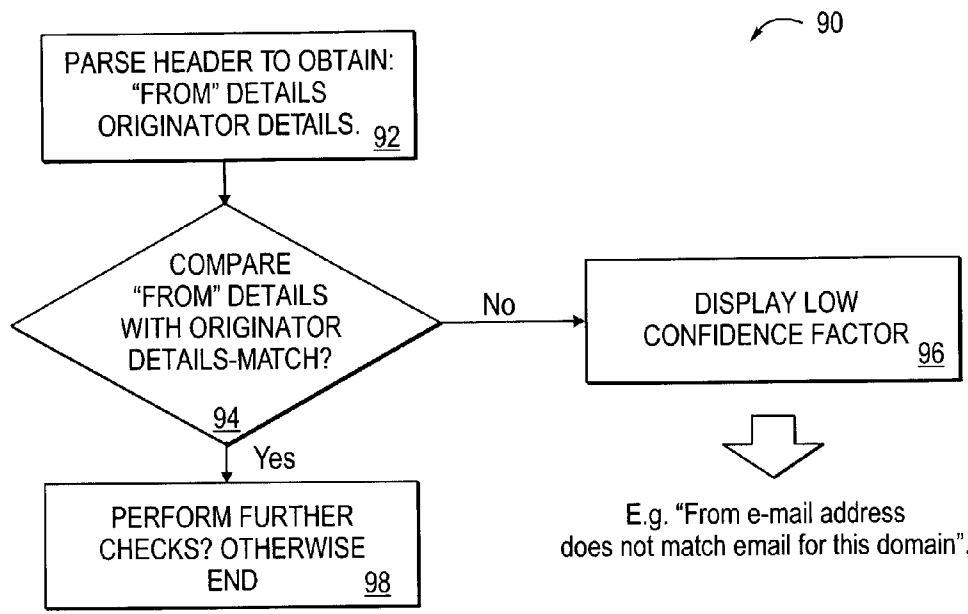 90
PARSE HEADER TO OBTAIN:
“FROM” DETAILS
ORIGINATOR DETAILS. 92
COMPARE
“FROM” DETAILS
WITH ORIGINATOR
DETAILS-MATCH?
94
No
DISPLAY LOW
CONFIDENCE FACTOR
96
Yes
PERFORM FURTHER
CHECKS? OTHERWISE
END 98
E.g. “From e-mail address
does not match email for this domain”.